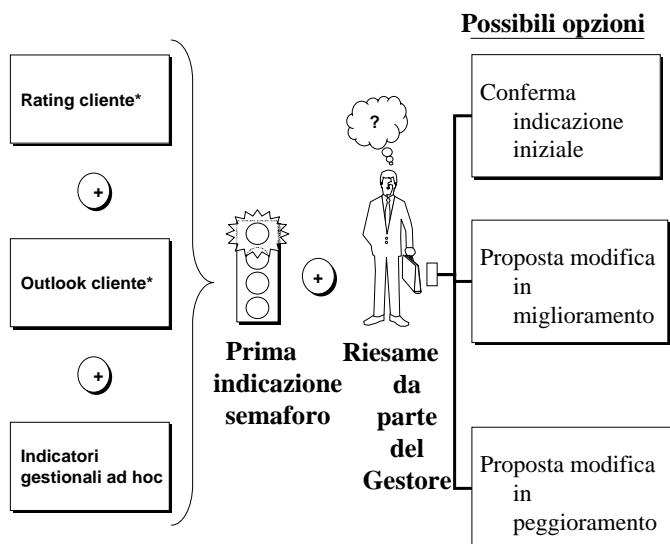 Possibili opzioni
Rating cliente*
+
Outlook cliente*
+
Indicatori
gestionali ad hoc
Prima
indicazione
semaforo
+
?
Riesame
da
parte
del
Gestore
Conferma
indicazione
iniziale
Proposta modifica
in
miglioramento
Proposta modifica
in
peggioramento